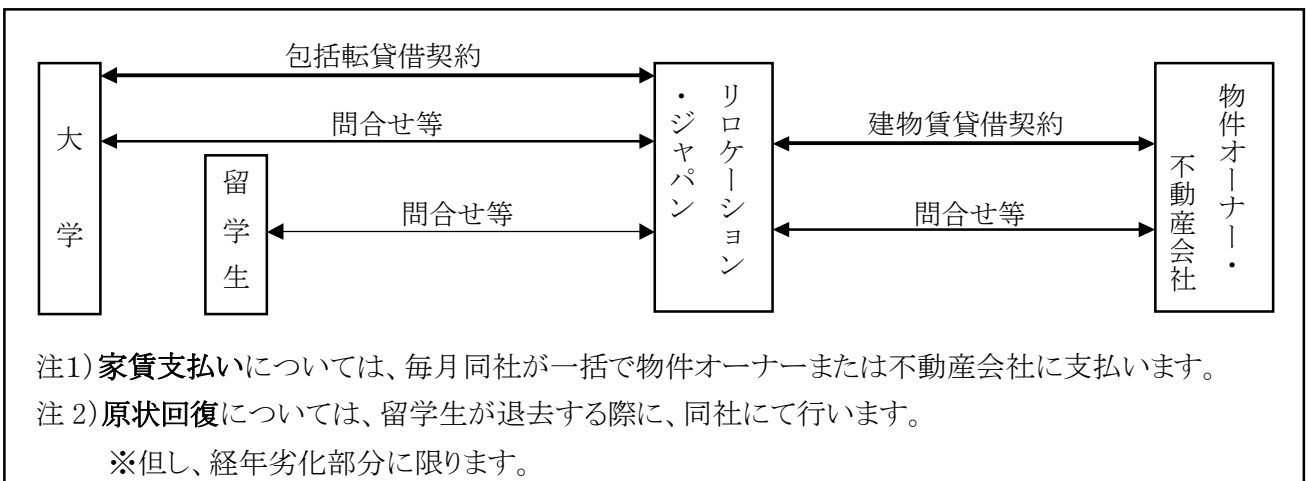 包括転貸借契約
問合せ等
大学
留学生
問合せ等
リロケーション
・ジャパン
建物賃貸借契約
問合せ等
物件オーナー・
不動産会社
注1)家賃支払いについては、毎月同社が一括で物件オーナーまたは不動産会社に支払います。
注 2)原状回復については、留学生が退去する際に、同社にて行います。
※但し、経年劣化部分に限ります。